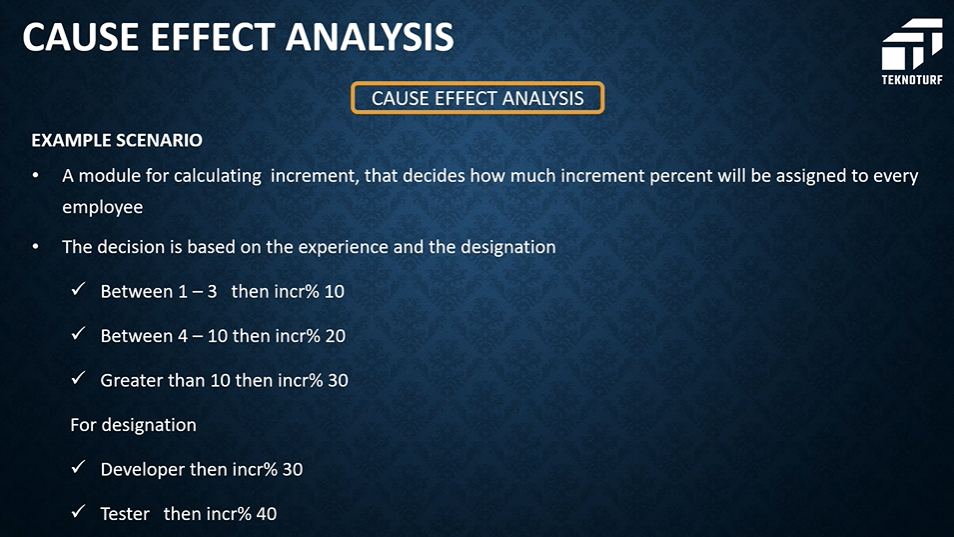 CAUSE EFFECT ANALYSIS
TEKNOTURF
CAUSE EFFECT ANALYSIS
EXAMPLE SCENARIO
• A module for calculating increment, that decides how much increment percent will be assigned to every
employee
• The decision is based on the experience and the designation
✓ Between 1 – 3 then incr% 10
✓ Between 4 – 10 then incr% 20
✓ Greater than 10 then incr% 30
For designation
✓ Developer then incr% 30
✓ Tester then incr% 40